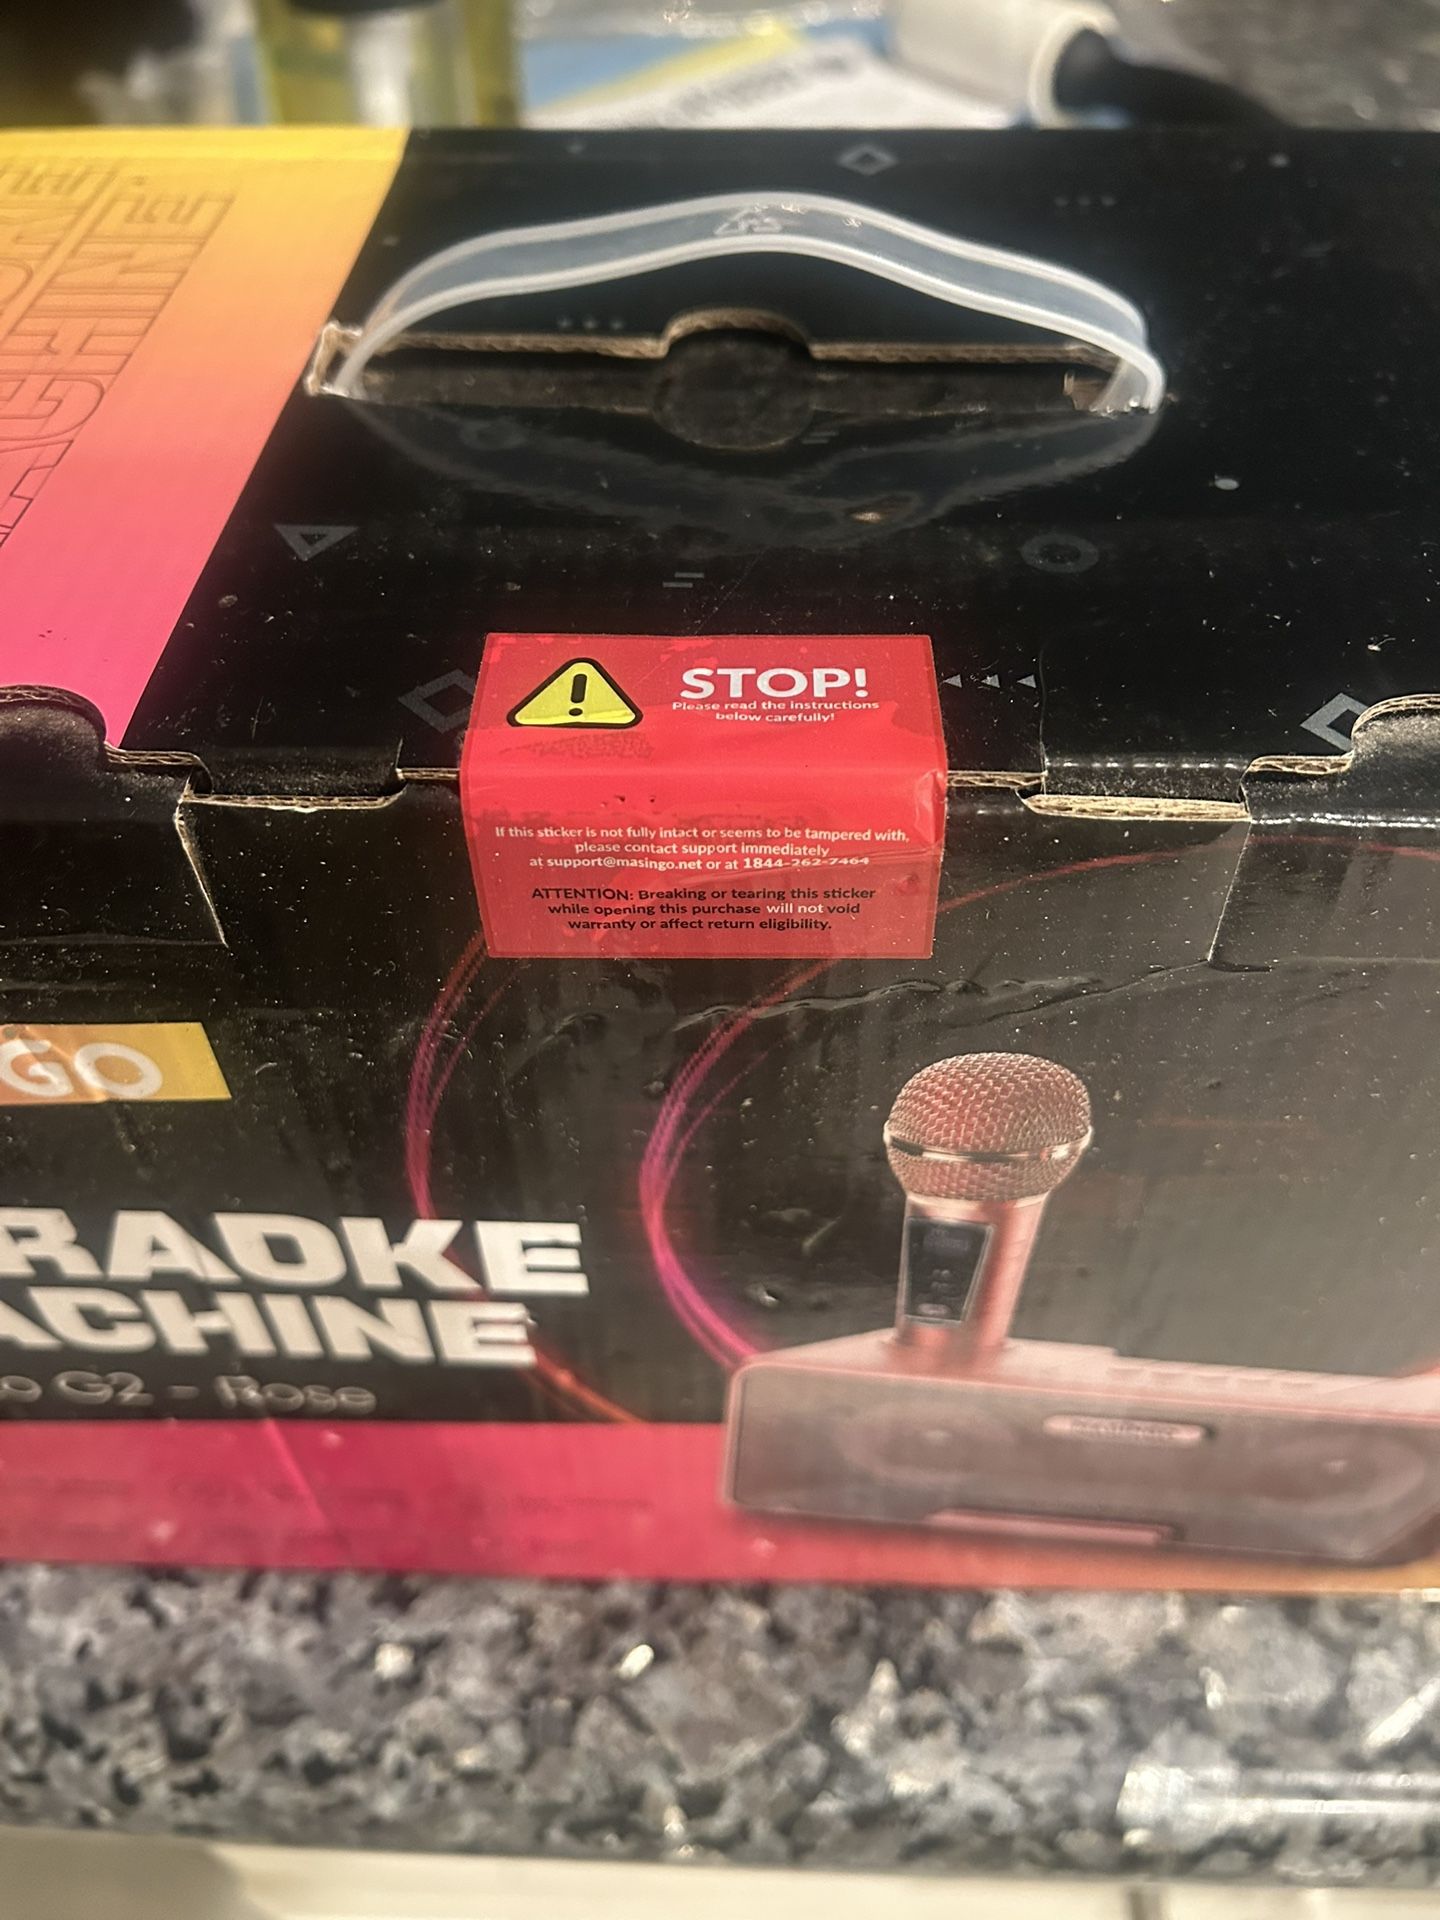 ACHINE
STOP!
Please read the instructions
below carefully!
If this sticker is not fully intact or seems to be tampered with,
please contact support immediately
at support@masingo.net or at 1844-262-7464
ATTENTION: Breaking or tearing this sticker
while opening this purchase will not void
warranty or affect return eligibility.
GO
RAOKE
ACHINE
o G2 - Rose